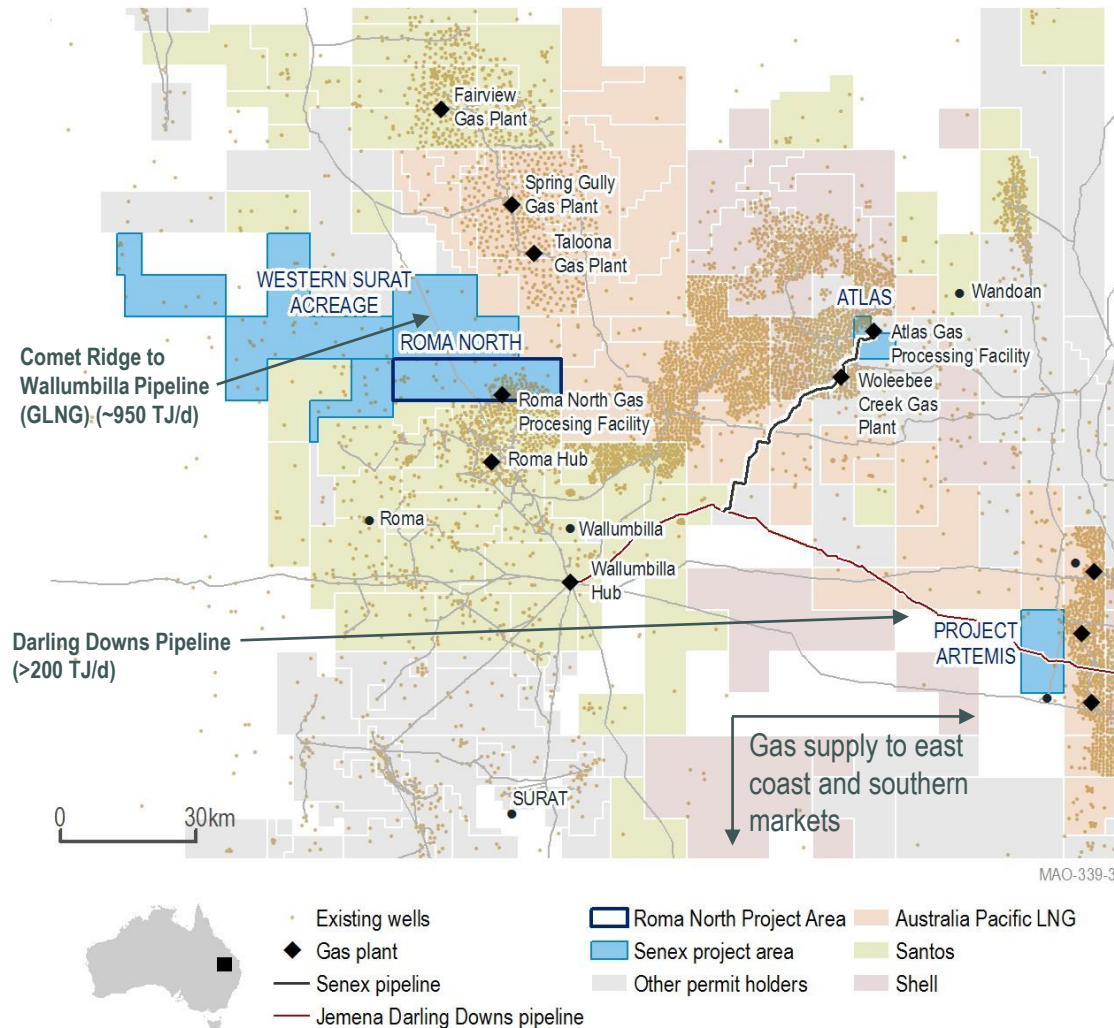 Fairview
Gas Plant
Spring Gully
Gas Plant
Taloona
Gas Plant
WESTERN SURAT
ACREAGE
ATLAS
Wandoan
Comet Ridge to
Wallumbilla Pipeline
(GLNG) (~950 TJ/d)
ROMA NORTH
Atlas Gas
Processing Facility
Roma North Gas
Procesing Facility
Woleebee
Creek Gas
Plant
Roma Hub
Roma
Wallumbilla
Wallumbilla
Hub
Darling Downs Pipeline
(>200 TJ/d)
PROJECT
ARTEMIS
Gas supply to east
coast and southern
markets
SURAT
0 30km
MAO-339-3
Existing wells
Gas plant
Senex pipeline
Jemena Darling Downs pipeline
Roma North Project Area
Senex project area
Other permit holders
Australia Pacific LNG
Santos
Shell